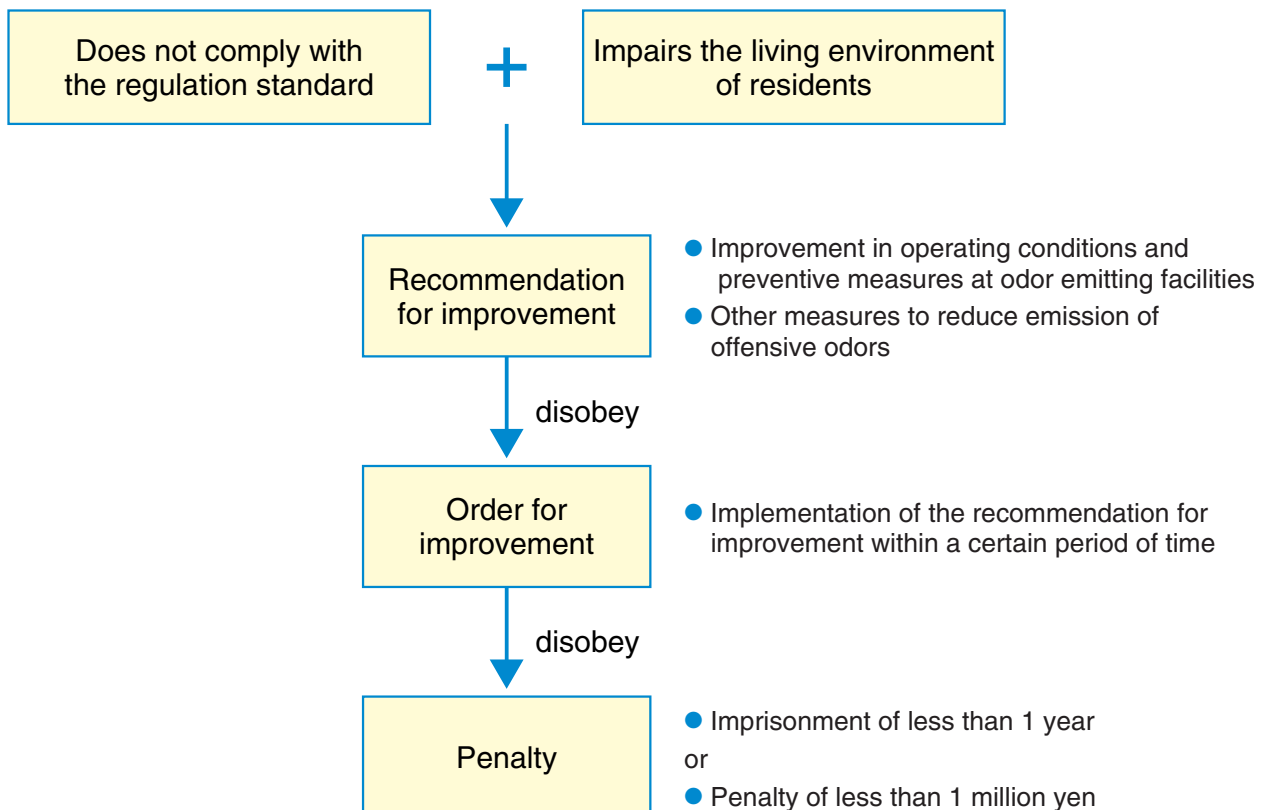 Does not comply with
the regulation standard
+
Impairs the living environment
of residents
Recommendation
for improvement
● Improvement in operating conditions and
preventive measures at odor emitting facilities
● Other measures to reduce emission of
offensive odors
disobey
Order for
improvement
● Implementation of the recommendation for
improvement within a certain period of time
disobey
Penalty
● Imprisonment of less than 1 year
or
● Penalty of less than 1 million yen